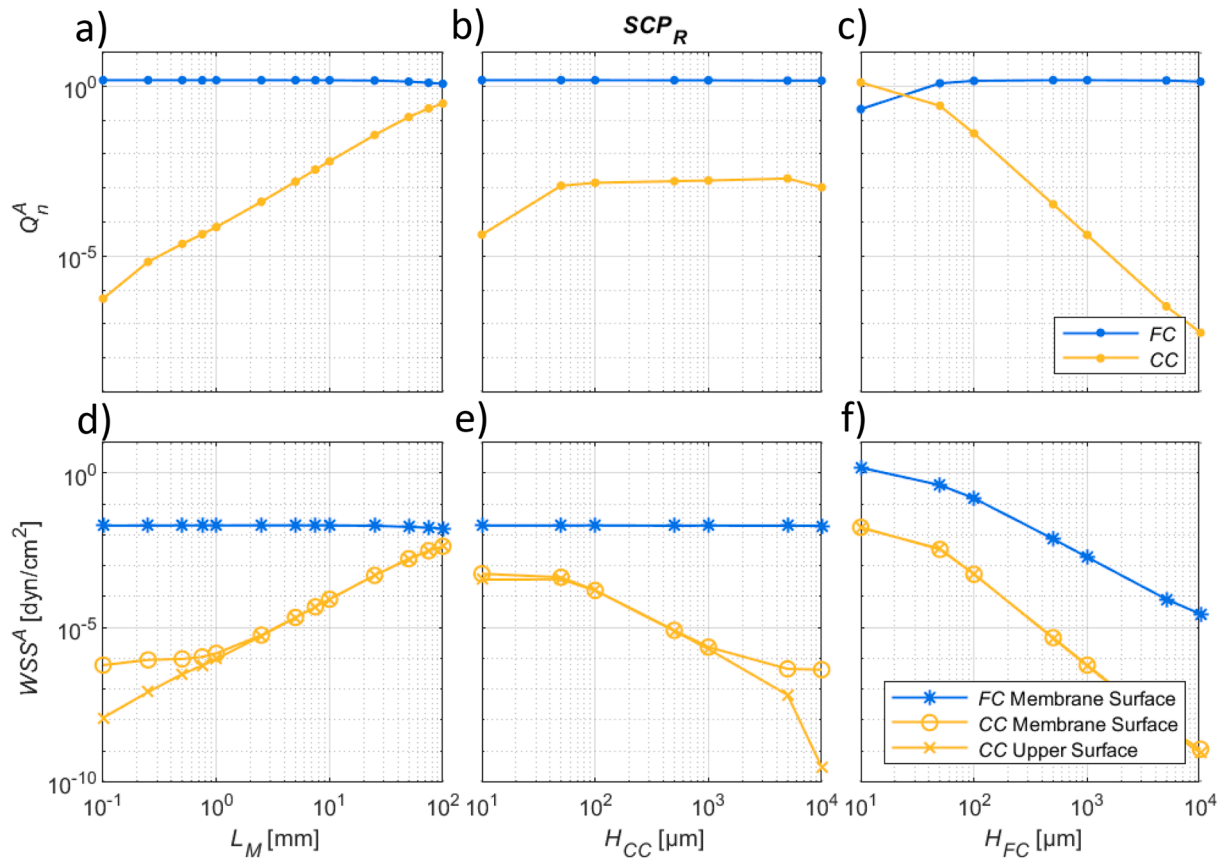 a)
b)
SCP_R
c)
10^0
10^-5
Q_n^A
FC
CC
d)
e)
f)
10^0
10^-5
10^-10
WSS^A [dyn/cm^2]
FC Membrane Surface
CC Membrane Surface
CC Upper Surface
10^-1 10^0 10^1 10^2
10^1 10^2 10^3 10^4
10^1 10^2 10^3 10^4
L_M [mm]
H_CC [µm]
H_FC [µm]